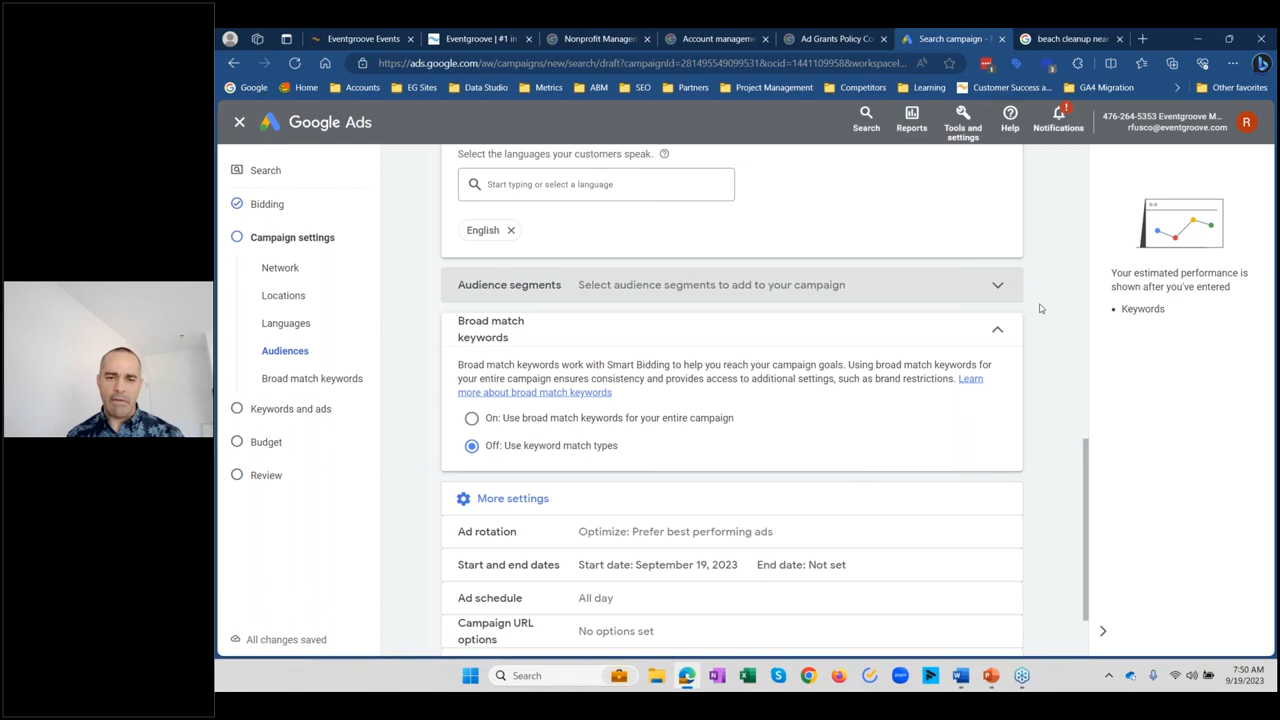 Eventgroove Events
Eventgroove | #1 in
Nonprofit Manage
Account manageme
Ad Grants Policy Co
Search campaign -
beach cleanup near
https://ads.google.com/aw/campaigns/new/search/draft?campaignId=281495549099531&ocid=1441109958&workspacel...
Google
Home
Accounts
EG Sites
Data Studio
Metrics
ABM
SEO
Partners
Project Management
Competitors
Learning
Customer Success a...
GA4 Migration
Other favorites
Google Ads
Search
Reports
Tools and
settings
Help
Notifications
476-264-5353 Eventgroove M...
rfusco@eventgroove.com
R
Search
Bidding
Campaign settings
Network
Locations
Languages
Audiences
Broad match keywords
Keywords and ads
Budget
Review
All changes saved
Select the languages your customers speak.
Start typing or select a language
English
Audience segments Select audience segments to add to your campaign
Broad match
keywords
Broad match keywords work with Smart Bidding to help you reach your campaign goals. Using broad match keywords for
your entire campaign ensures consistency and provides access to additional settings, such as brand restrictions. Learn
more about broad match keywords
On: Use broad match keywords for your entire campaign
Off: Use keyword match types
More settings
Ad rotation Optimize: Prefer best performing ads
Start and end dates Start date: September 19, 2023 End date: Not set
Ad schedule All day
Campaign URL
options
No options set
Your estimated performance is
shown after you've entered
• Keywords
Search
7:50 AM
9/19/2023